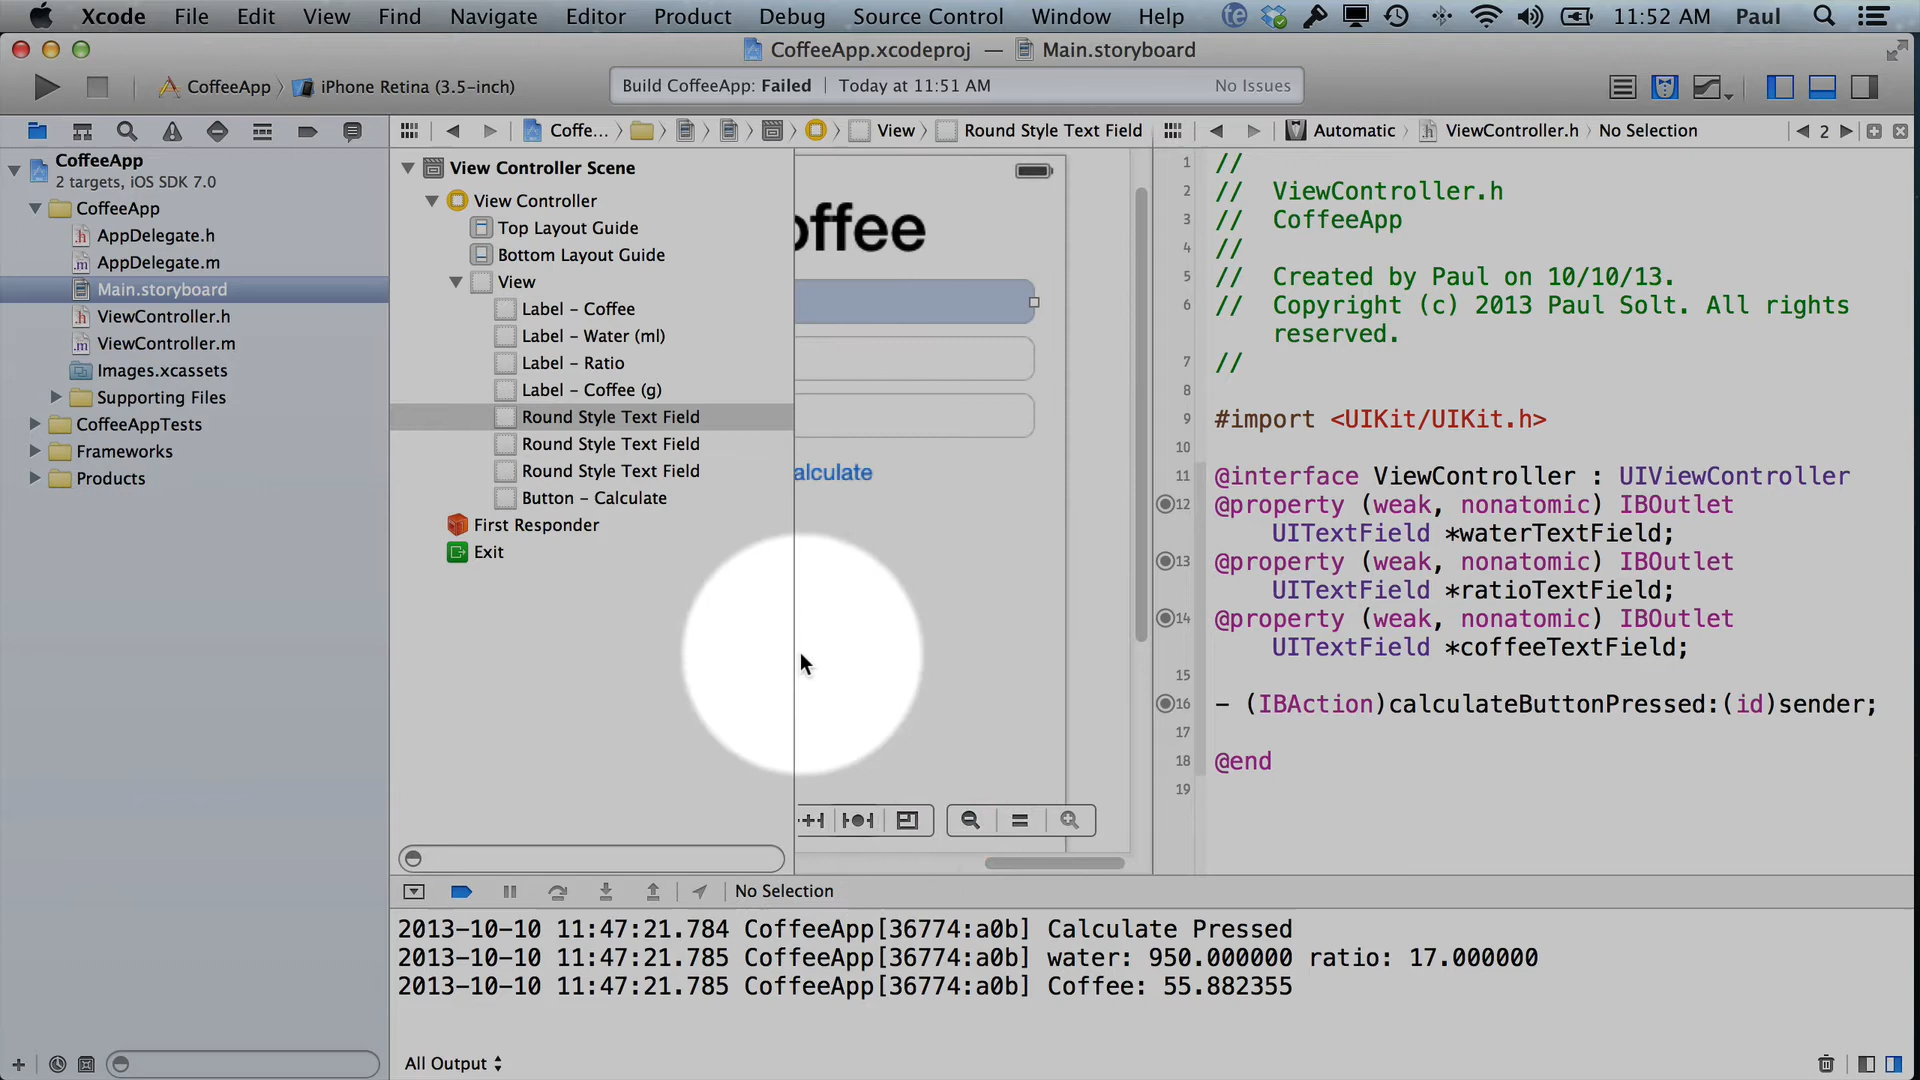 Xcode File Edit View Find Navigate Editor Product Debug Source Control Window Help te 11:52 AM Paul
CoffeeApp.xcodeproj — Main.storyboard
CoffeeApp iPhone Retina (3.5-inch)
Build CoffeeApp: Failed Today at 11:51 AM No Issues
Coffe... View Round Style Text Field
Automatic ViewController.h No Selection 2
CoffeeApp
2 targets, iOS SDK 7.0
CoffeeApp
AppDelegate.h
AppDelegate.m
Main.storyboard
ViewController.h
ViewController.m
Images.xcassets
Supporting Files
CoffeeAppTests
Frameworks
Products
View Controller Scene
View Controller
Top Layout Guide
Bottom Layout Guide
View
Label – Coffee
Label – Water (ml)
Label – Ratio
Label – Coffee (g)
Round Style Text Field
Round Style Text Field
Round Style Text Field
Button – Calculate
First Responder
Exit
offee
alculate
1 //
2 // ViewController.h
3 // CoffeeApp
4 //
5 // Created by Paul on 10/10/13.
6 // Copyright (c) 2013 Paul Solt. All rights
reserved.
7 //
8
9 #import <UIKit/UIKit.h>
10
11 @interface ViewController : UIViewController
12 @property (weak, nonatomic) IBOutlet
UITextField *waterTextField;
13 @property (weak, nonatomic) IBOutlet
UITextField *ratioTextField;
14 @property (weak, nonatomic) IBOutlet
UITextField *coffeeTextField;
15
16 - (IBAction)calculateButtonPressed:(id)sender;
17
18 @end
19
No Selection
2013-10-10 11:47:21.784 CoffeeApp[36774:a0b] Calculate Pressed
2013-10-10 11:47:21.785 CoffeeApp[36774:a0b] water: 950.000000 ratio: 17.000000
2013-10-10 11:47:21.785 CoffeeApp[36774:a0b] Coffee: 55.882355
All Output